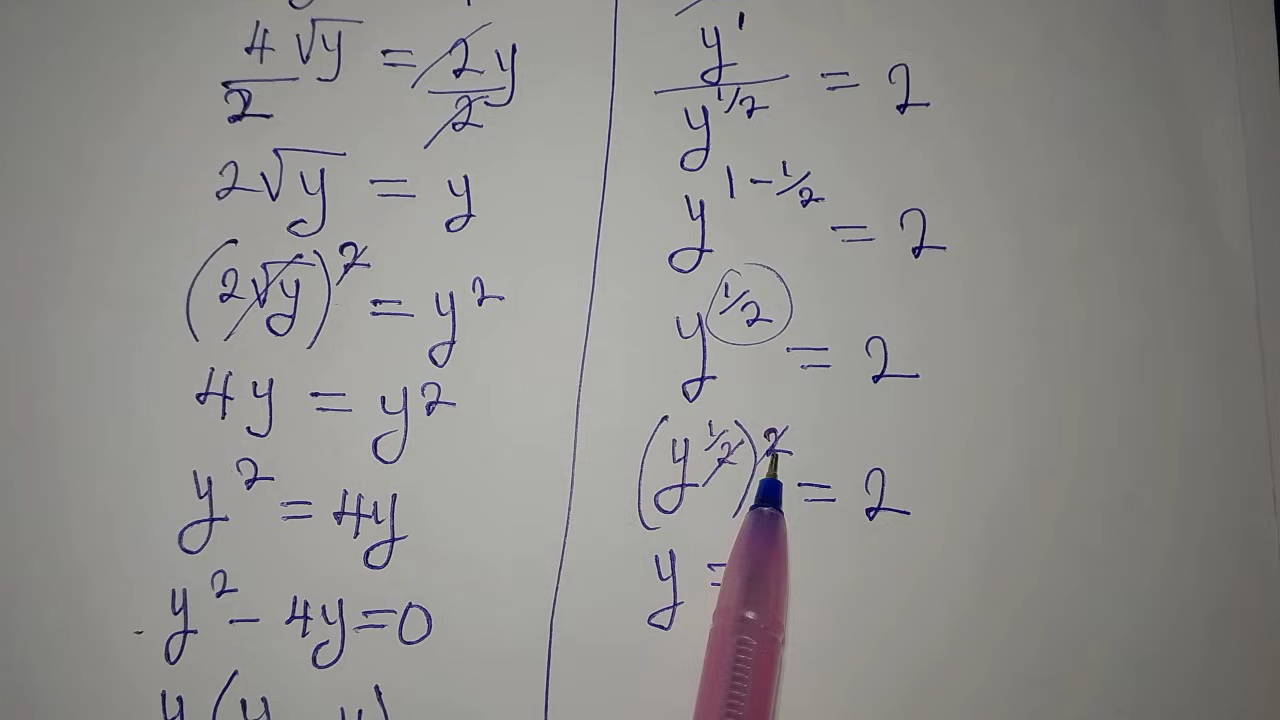 4√y/2 = 2y/2
2√y = y
(2√y)² = y²
4y = y²
y² = 4y
y² - 4y = 0
y¹/y^1/2 = 2
y^1-1/2 = 2
y^1/2 = 2
(y^1/2)² = 2
y =